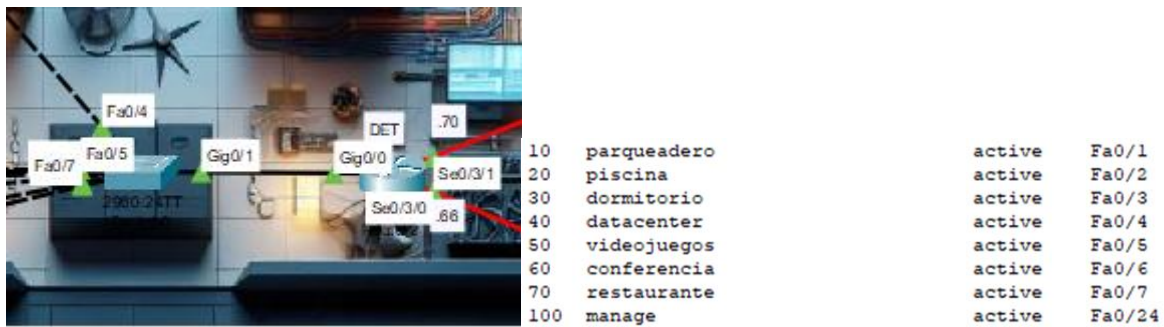 Fa0/4
Fa0/5
Fa0/7
2960-24TT
Gig0/1
Gig0/0
DET
.70
Se0/3/1
Se0/3/0
.66
10 parqueadero active Fa0/1
20 piscina active Fa0/2
30 dormitorio active Fa0/3
40 datacenter active Fa0/4
50 videojuegos active Fa0/5
60 conferencia active Fa0/6
70 restaurante active Fa0/7
100 manage active Fa0/24